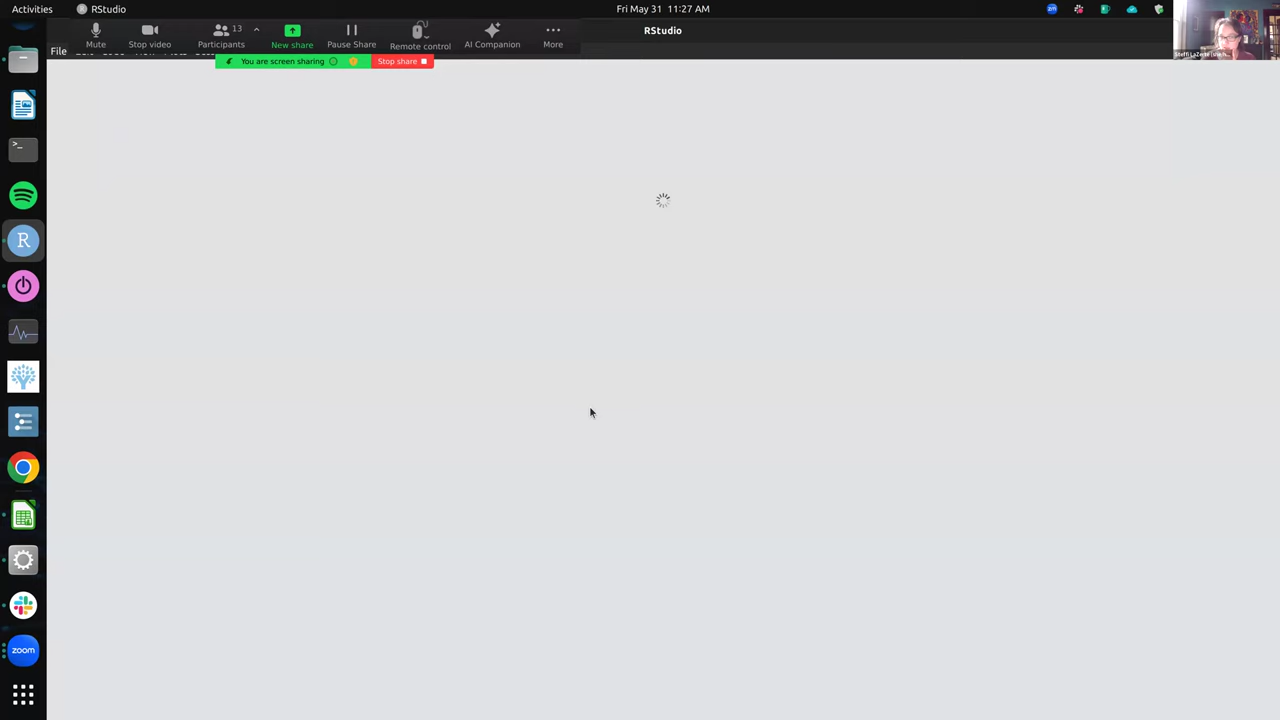 Activities
RStudio
Fri May 31 11:27 AM
Mute
Stop video
Participants
13
New share
Pause Share
Remote control
AI Companion
More
RStudio
File
You are screen sharing
Stop share
R
zoom